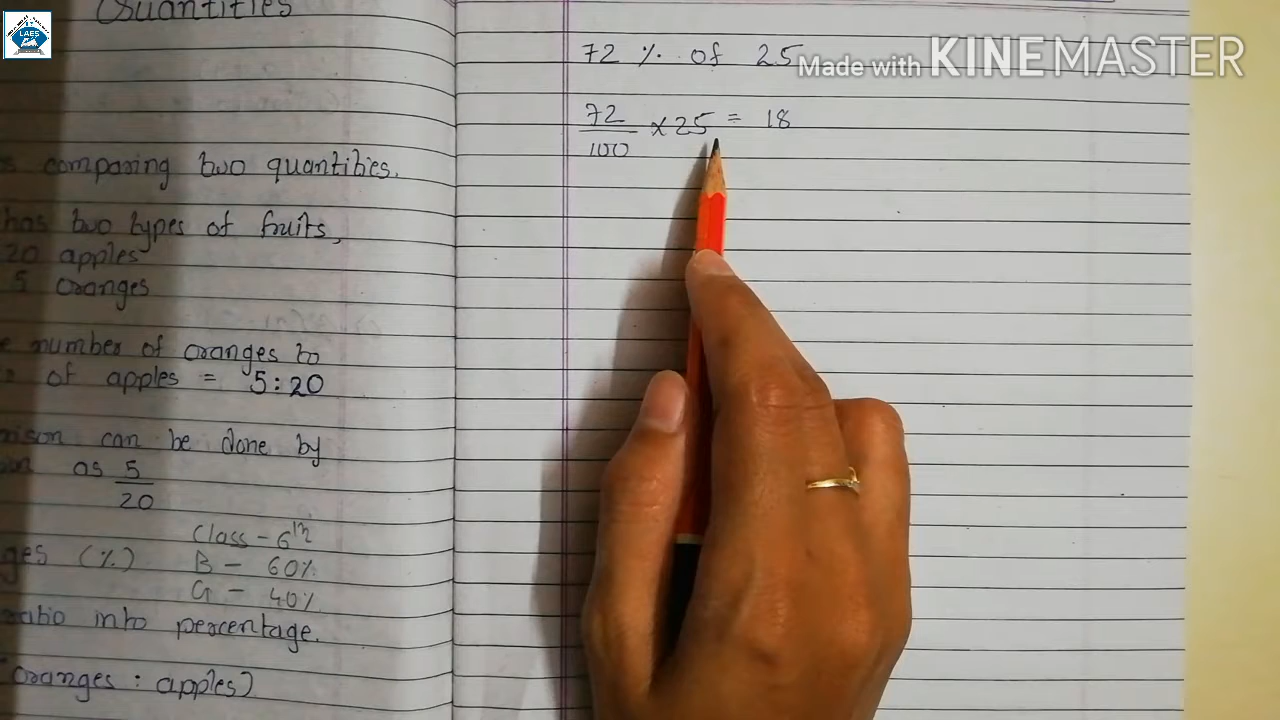 Quantities
LAES
comparing two quantities.
has two types of fruits,
20 apples
5 oranges
number of oranges to
of apples = 5:20
can be done by
as 5
20
Class - 6th
(%) B - 60%
G - 40%
ratio into percentage.
oranges : apples)
72 % of 25
Made with KINEMASTER
72
100 × 25 = 18